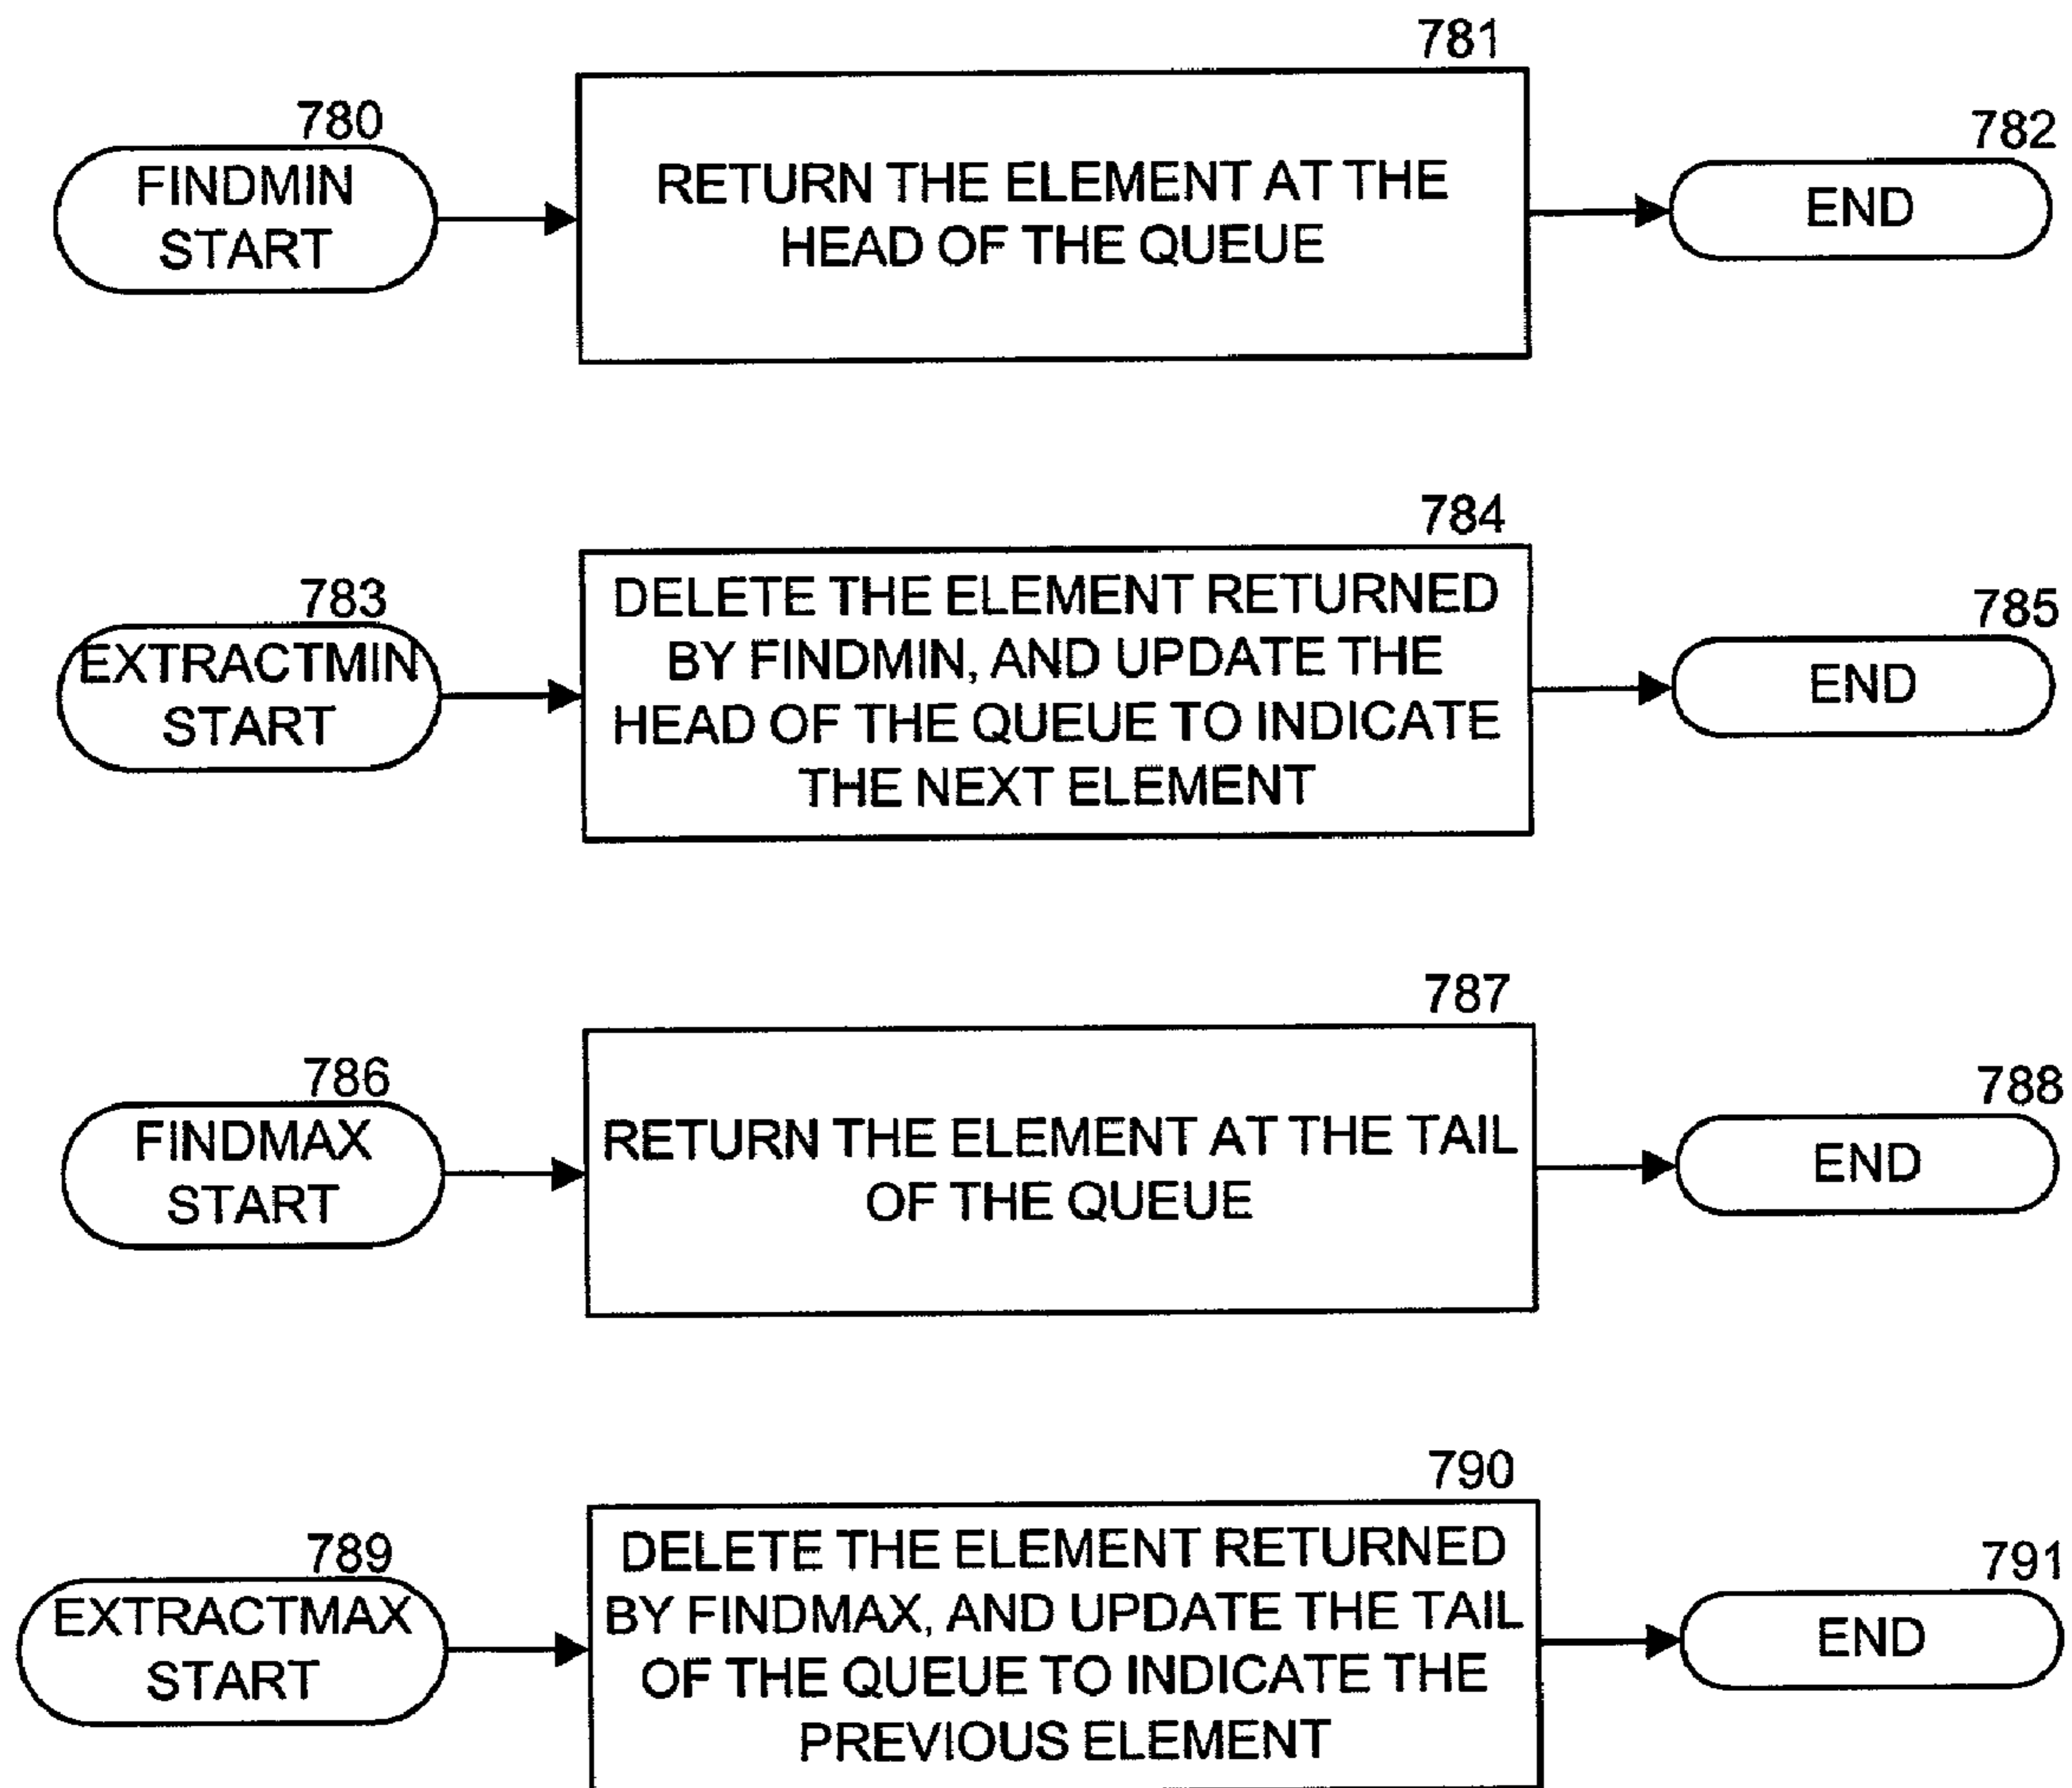 781
780
782
FINDMIN
START
RETURN THE ELEMENT AT THE
HEAD OF THE QUEUE
END
784
783
785
EXTRACTMIN
START
DELETE THE ELEMENT RETURNED
BY FINDMIN, AND UPDATE THE
HEAD OF THE QUEUE TO INDICATE
THE NEXT ELEMENT
END
787
786
788
FINDMAX
START
RETURN THE ELEMENT AT THE TAIL
OF THE QUEUE
END
790
789
791
EXTRACTMAX
START
DELETE THE ELEMENT RETURNED
BY FINDMAX, AND UPDATE THE TAIL
OF THE QUEUE TO INDICATE THE
PREVIOUS ELEMENT
END